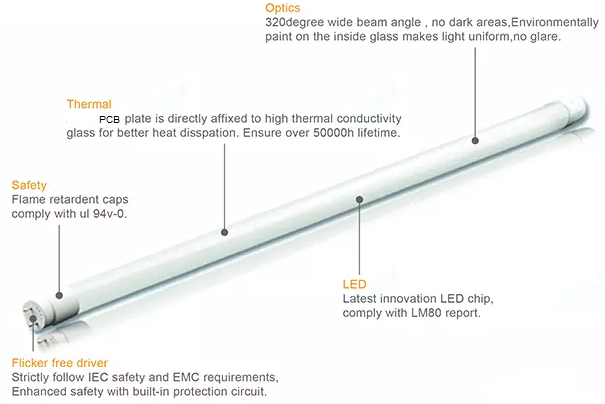 Optics
320degree wide beam angle , no dark areas,Environmentally
paint on the inside glass makes light uniform,no glare.
Thermal
PCB plate is directly affixed to high thermal conductivity
glass for better heat disspation. Ensure over 50000h lifetime.
Safety
Flame retardent caps
comply with ul 94v-0.
LED
Latest innovation LED chip,
comply with LM80 report.
Flicker free driver
Strictly follow IEC safety and EMC requirements,
Enhanced safety with built-in protection circuit.